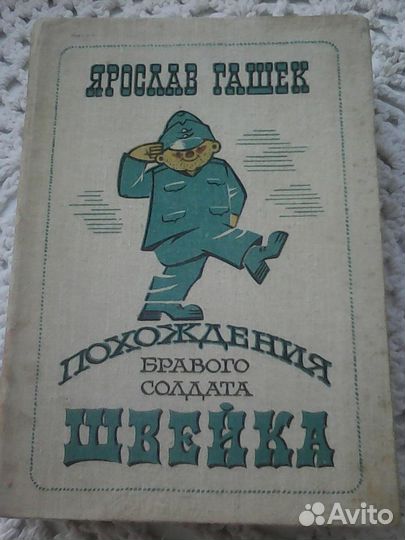 ЯРОСЛАВ ГАШЕК
ПОХОЖДЕНИЯ
БРАВОГО
СОЛДАТА
ШВЕЙКА
Avito